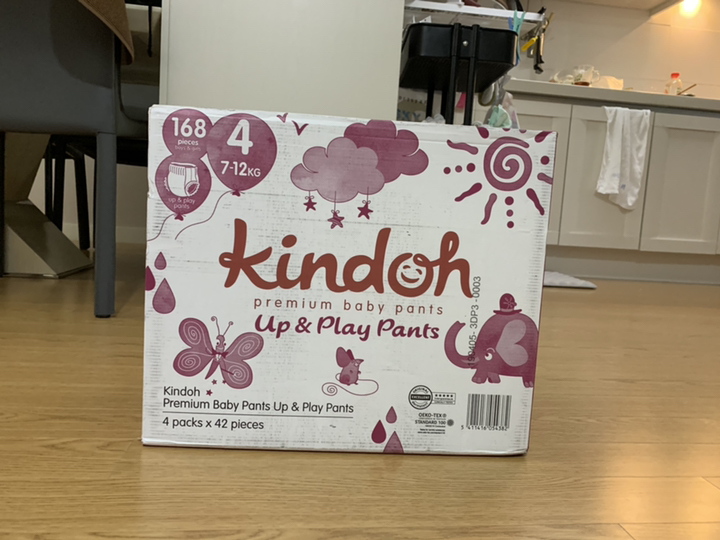 168
pieces
4
7-12KG
up & play
pants
kindoh
premium baby pants
Up & Play Pants
Kindoh
Premium Baby Pants Up & Play Pants
4 packs x 42 pieces
EXCELLENT
OEKO-TEX®
STANDARD 100